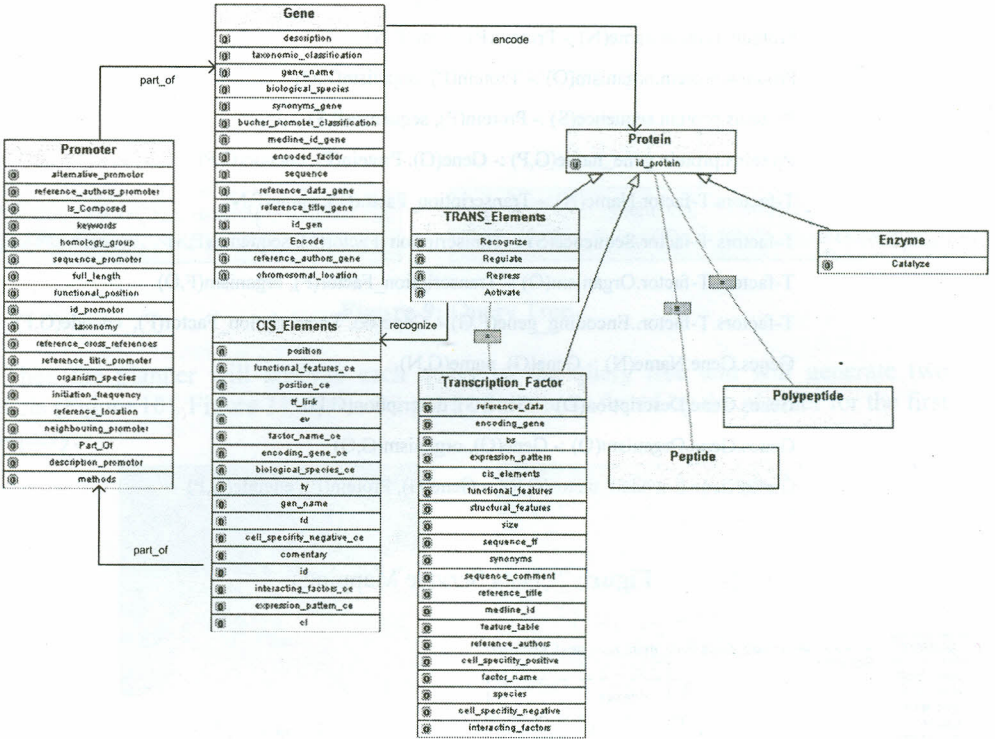 Gene
description
taxonomic_classification
gene_name
biological_species
synonyms_gene
bucher_promoter_classification
medline_id_gene
encoded_factor
sequence
reference_data_gene
reference_title_gene
id_gen
Encode
reference_authors_gene
chromosomal_location
encode
part_of
Promoter
alternative_promotor
reference_authors_promoter
Is_Composed
keywords
homology_group
sequence_promotor
full_length
functional_position
id_promotor
taxonomy
reference_cross_references
reference_title_promoter
organism_species
initiation_frequency
reference_location
neighbouring_promoter
Part_Of
description_promotor
methods
part_of
Protein
id_protein
TRANS_Elements
Recognize
Regulate
Repress
Activate
Enzyme
Catalyze
recognize
CIS_Elements
position
functional_features_ce
position_ce
tf_link
ev
factor_name_ce
encoding_gene_ce
biological_species_ce
ty
gen_name
fd
cell_specifity_negative_ce
comentary
id
interacting_factors_ce
expression_pattern_ce
el
Transcription_Factor
reference_data
encoding_gene
bs
expression_pattern
cis_elements
functional_features
structural_features
size
sequence_tf
synonyms
sequence_comment
reference_title
medline_id
feature_table
reference_authors
cell_specifity_positive
factor_name
species
cell_specifity_negative
interacting_factors
Polypeptide
Peptide